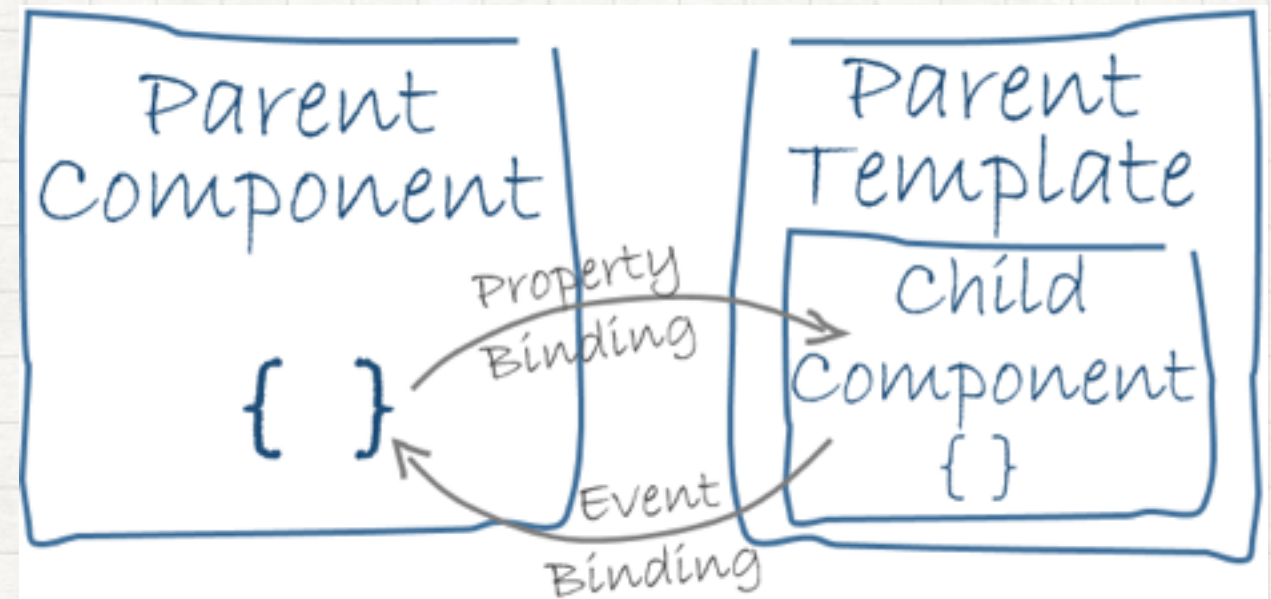 Parent
Component
{ }
Property
Binding
Event
Binding
Parent
Template
Child
Component
{ }